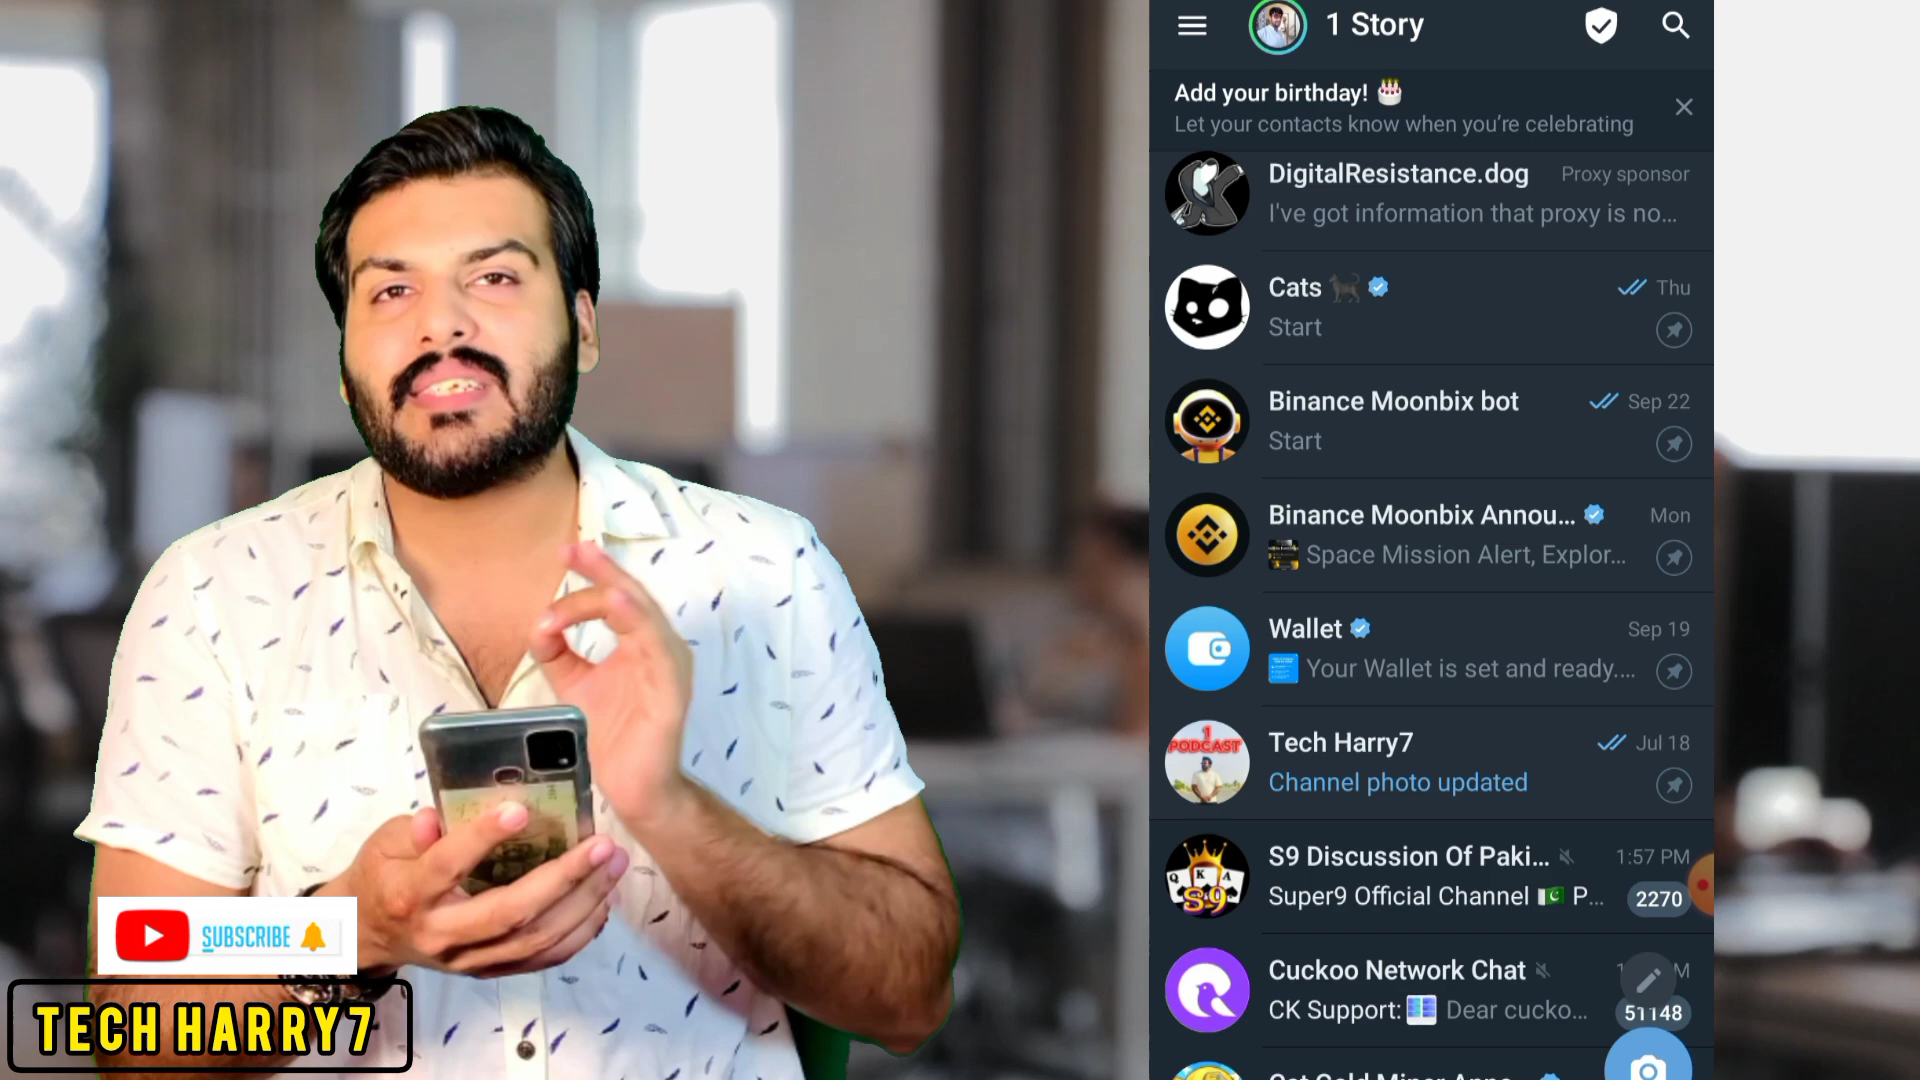 1 Story
Add your birthday! 🎂
Let your contacts know when you're celebrating
DigitalResistance.dog Proxy sponsor
I've got information that proxy is no...
Cats 🐈‍⬛ Thu
Start
Binance Moonbix bot Sep 22
Start
Binance Moonbix Annou... Mon
Space Mission Alert, Explor...
Wallet Sep 19
Your Wallet is set and ready....
1
PODCAST
Tech Harry7 Jul 18
Channel photo updated
Q K A
S9
S9 Discussion Of Paki... 1:57 PM
Super9 Official Channel 🇵🇰 P... 2270
Cuckoo Network Chat
CK Support: Dear cucko... 51148
SUBSCRIBE
TECH HARRY7